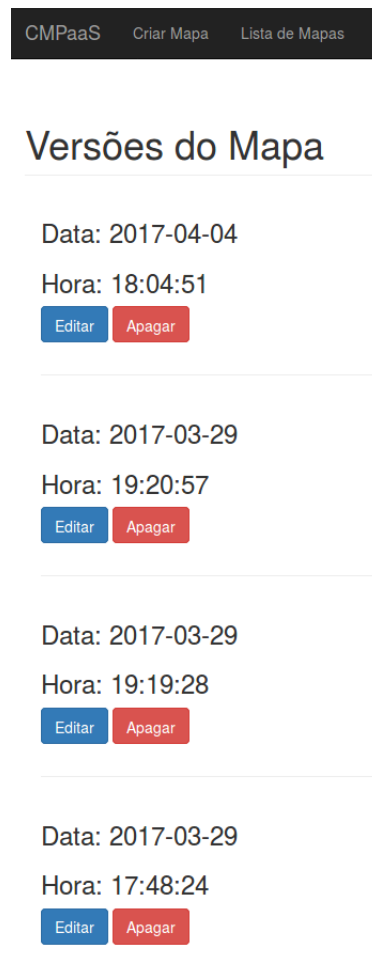 CMPaaS Criar Mapa Lista de Mapas
Versões do Mapa
Data: 2017-04-04
Hora: 18:04:51
Editar Apagar
Data: 2017-03-29
Hora: 19:20:57
Editar Apagar
Data: 2017-03-29
Hora: 19:19:28
Editar Apagar
Data: 2017-03-29
Hora: 17:48:24
Editar Apagar